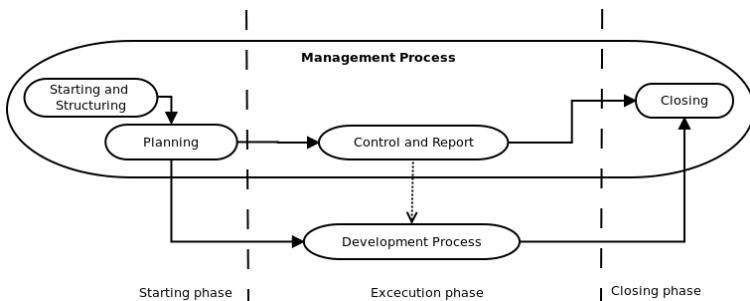 Management Process
Starting and
Structuring
Closing
Planning
Control and Report
Development Process
Starting phase
Excecution phase
Closing phase